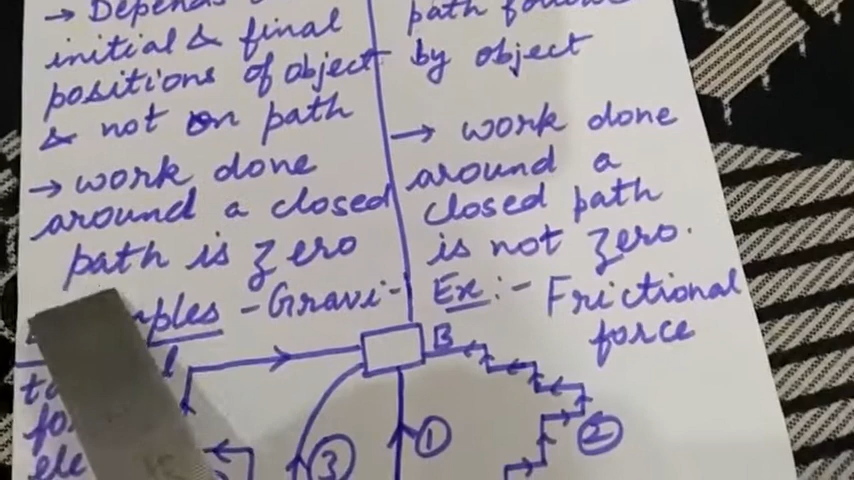 → Depends
initial & final
positions of object
& not on path
→ work done
around a closed
path is zero
- Gravi-
path
by object
→ work done
around a
closed path
is not zero.
Ex:- Frictional
force
B
1
2
3